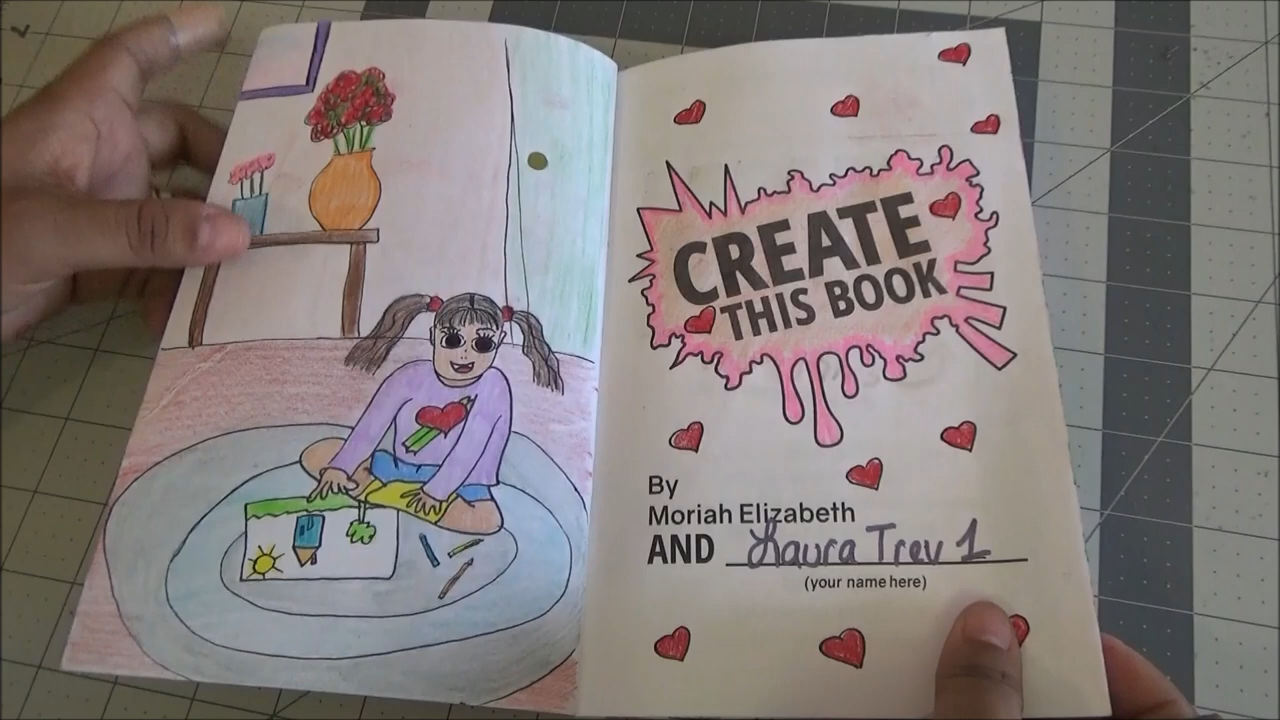 CREATE
THIS BOOK
By
Moriah Elizabeth
AND Laura Trev 1
(your name here)